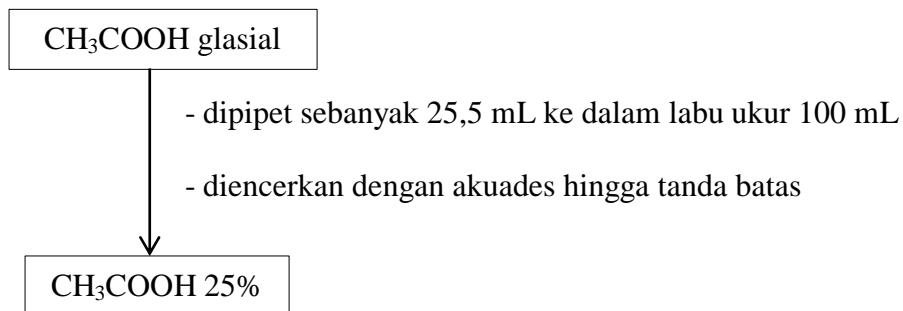 CH₃COOH glasial
- dipipet sebanyak 25,5 mL ke dalam labu ukur 100 mL
- diencerkan dengan akuades hingga tanda batas
CH₃COOH 25%